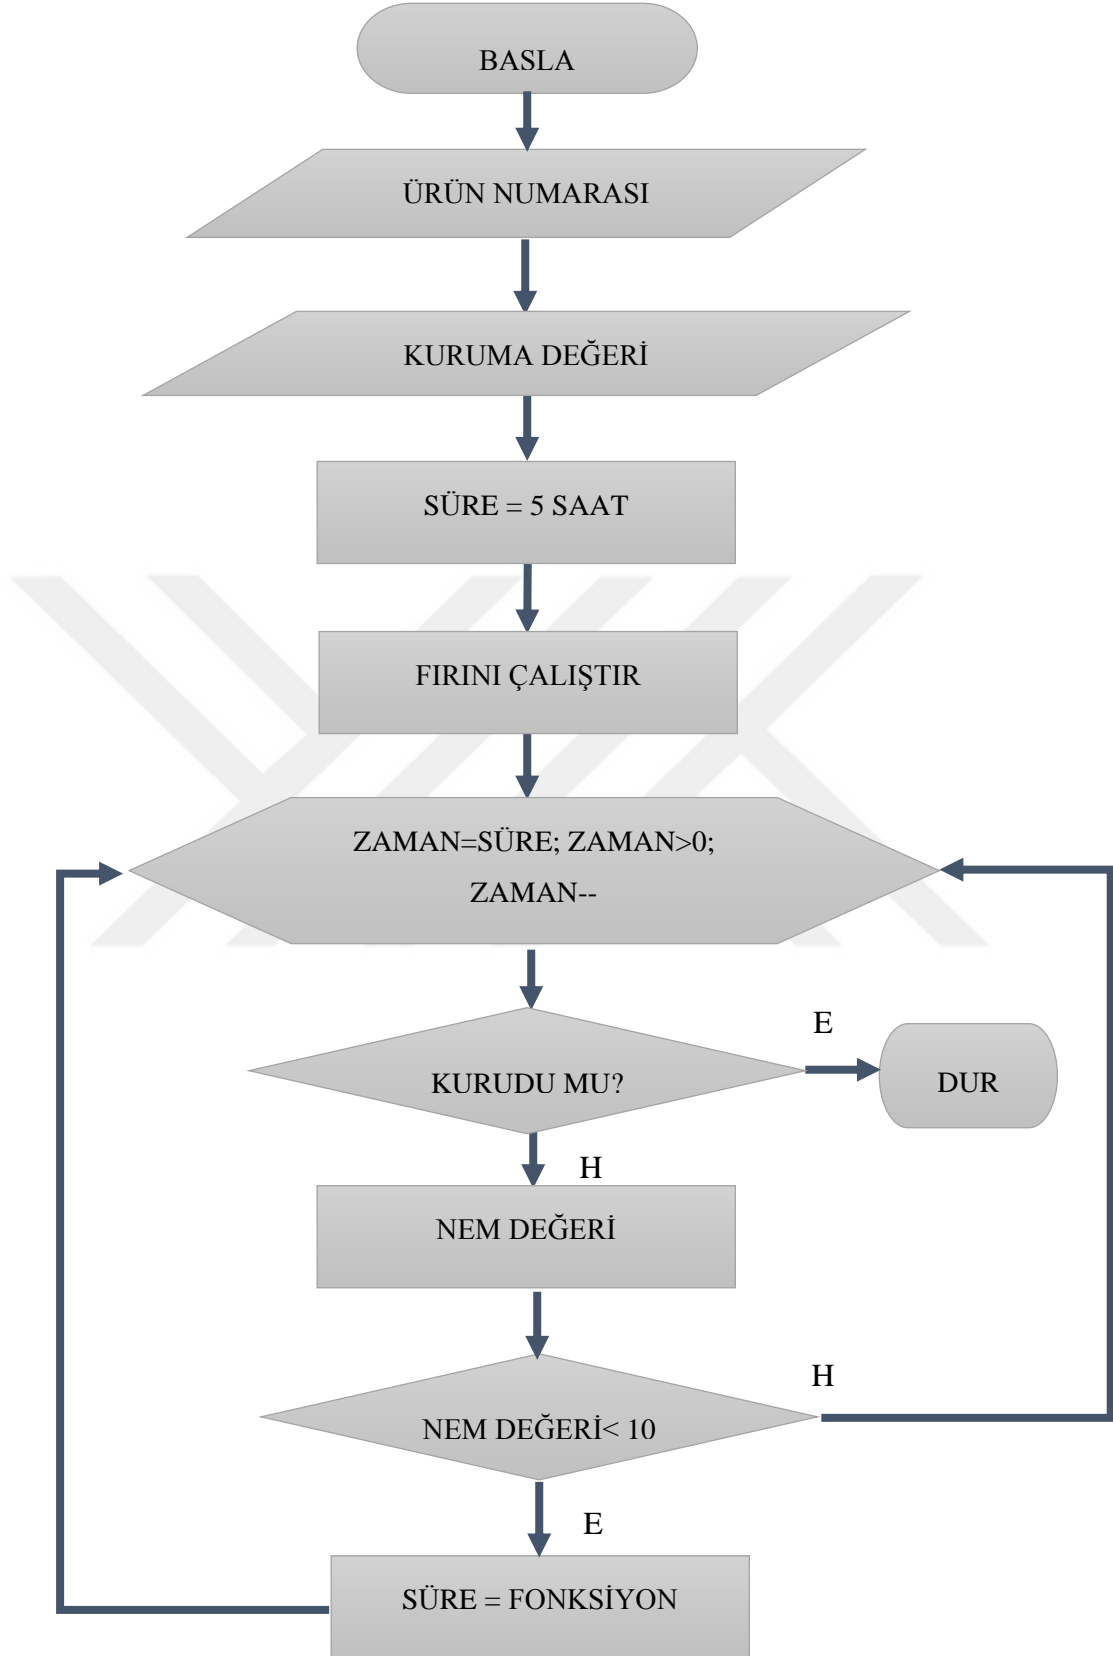 BASLA
ÜRÜN NUMARASI
KURUMA DEĞERİ
SÜRE = 5 SAAT
FIRINI ÇALIŞTIR
ZAMAN=SÜRE; ZAMAN>0;
ZAMAN--
E
KURUDU MU?
DUR
H
NEM DEĞERİ
H
NEM DEĞERİ< 10
E
SÜRE = FONKSİYON